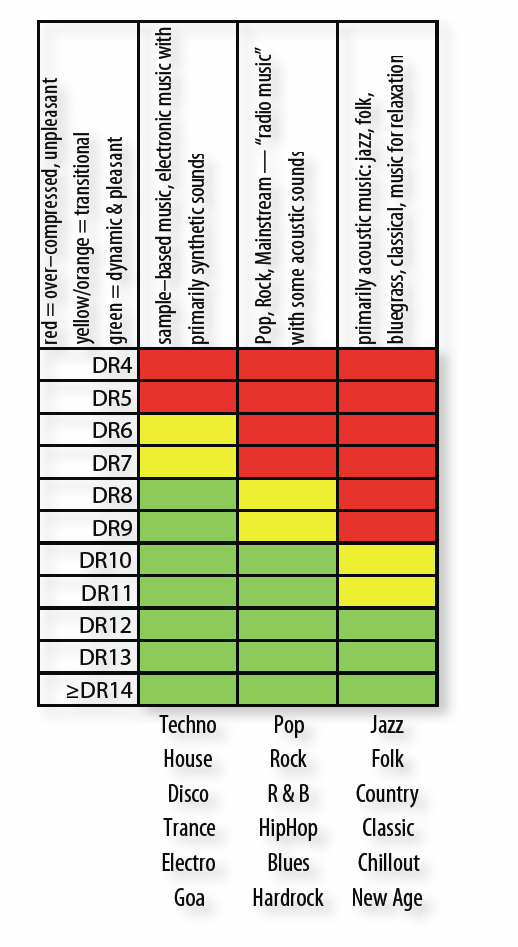 red = over–compressed, unpleasant
yellow/orange = transitional
green = dynamic & pleasant
sample–based music, electronic music with
primarily synthetic sounds
Pop, Rock, Mainstream — “radio music”
with some acoustic sounds
primarily acoustic music: jazz, folk,
bluegrass, classical, music for relaxation
DR4
DR5
DR6
DR7
DR8
DR9
DR10
DR11
DR12
DR13
≥DR14
Techno Pop Jazz
House Rock Folk
Disco R & B Country
Trance HipHop Classic
Electro Blues Chillout
Goa Hardrock New Age